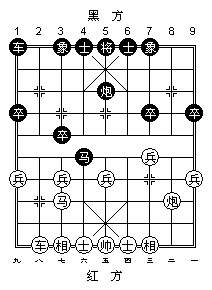 黑 方
1 2 3 4 5 6 7 8 9
车 象 士 将 士 象
炮
卒 卒 卒
卒
马 兵
兵 兵 兵 兵
马 炮
车 相 士 帅 士 相
九 八 七 六 五 四 三 二 一
红 方